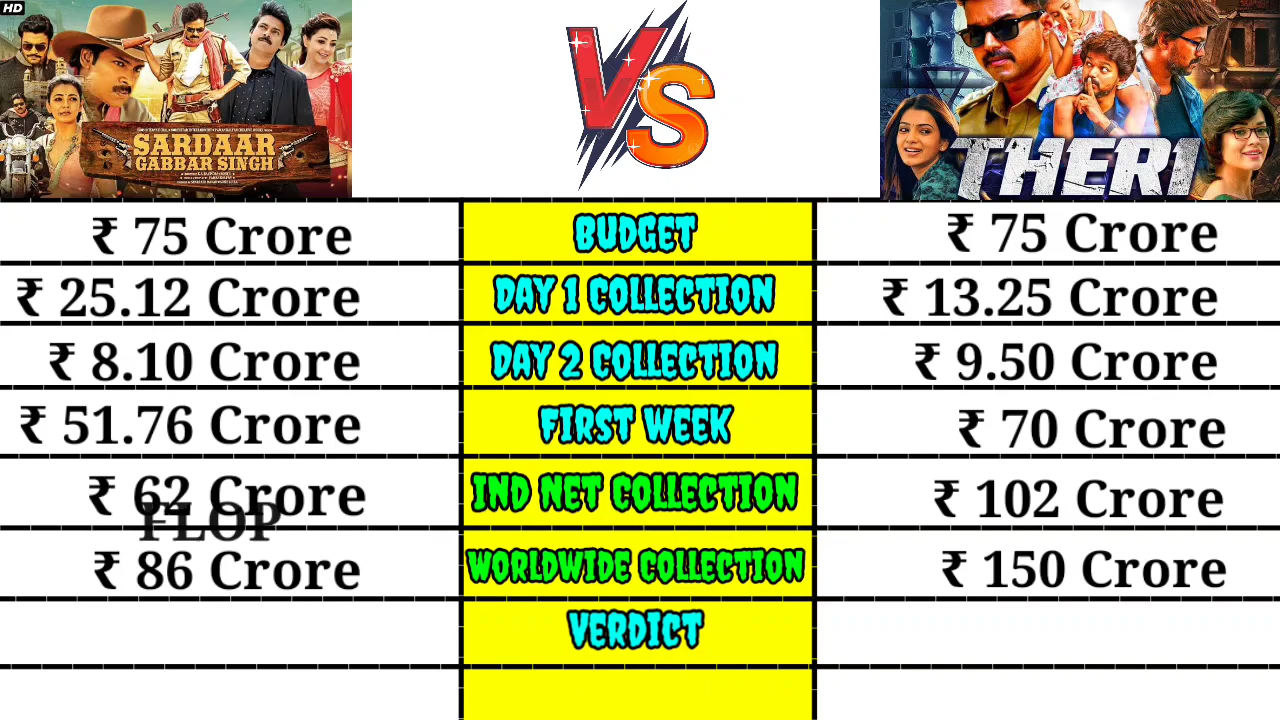 HD
SARDAAR
GABBAR SINGH
VS
THERI
₹ 75 Crore BUDGET ₹ 75 Crore
₹ 25.12 Crore DAY 1 COLLECTION ₹ 13.25 Crore
₹ 8.10 Crore DAY 2 COLLECTION ₹ 9.50 Crore
₹ 51.76 Crore FIRST WEEK ₹ 70 Crore
₹ 62 Crore IND NET COLLECTION ₹ 102 Crore
FLOP
₹ 86 Crore WORLDWIDE COLLECTION ₹ 150 Crore
VERDICT